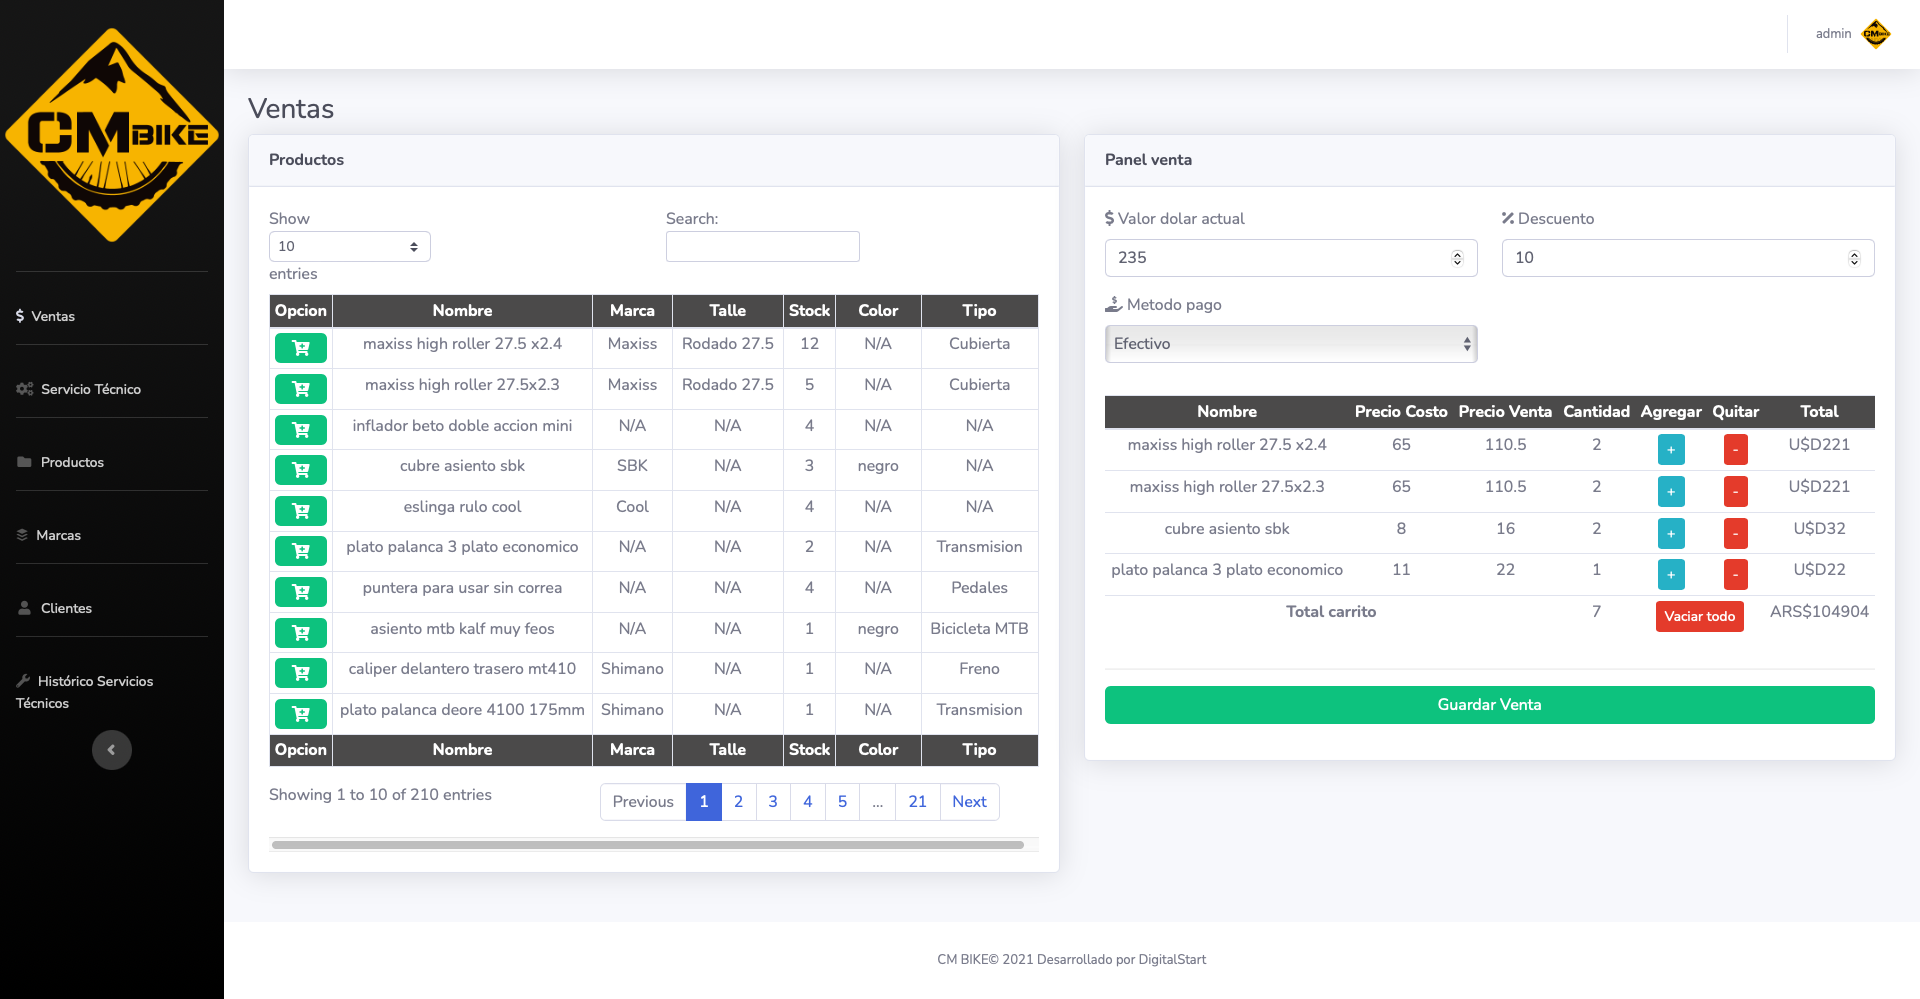 CM BIKE
Ventas
Servicio Técnico
Productos
Marcas
Clientes
Histórico Servicios
Técnicos
admin
CMBIKE
Ventas
Productos
Show
10
entries
Search:
Opcion Nombre Marca Talle Stock Color Tipo
maxiss high roller 27.5 x2.4 Maxiss Rodado 27.5 12 N/A Cubierta
maxiss high roller 27.5x2.3 Maxiss Rodado 27.5 5 N/A Cubierta
inflador beto doble accion mini N/A N/A 4 N/A N/A
cubre asiento sbk SBK N/A 3 negro N/A
eslinga rulo cool Cool N/A 4 N/A N/A
plato palanca 3 plato economico N/A N/A 2 N/A Transmision
puntera para usar sin correa N/A N/A 4 N/A Pedales
asiento mtb kalf muy feos N/A N/A 1 negro Bicicleta MTB
caliper delantero trasero mt410 Shimano N/A 1 N/A Freno
plato palanca deore 4100 175mm Shimano N/A 1 N/A Transmision
Opcion Nombre Marca Talle Stock Color Tipo
Showing 1 to 10 of 210 entries
Previous 1 2 3 4 5 … 21 Next
Panel venta
$ Valor dolar actual
235
% Descuento
10
Metodo pago
Efectivo
Nombre Precio Costo Precio Venta Cantidad Agregar Quitar Total
maxiss high roller 27.5 x2.4 65 110.5 2 + - U$D221
maxiss high roller 27.5x2.3 65 110.5 2 + - U$D221
cubre asiento sbk 8 16 2 + - U$D32
plato palanca 3 plato economico 11 22 1 + - U$D22
Total carrito 7 Vaciar todo ARS$104904
Guardar Venta
CM BIKE© 2021 Desarrollado por DigitalStart